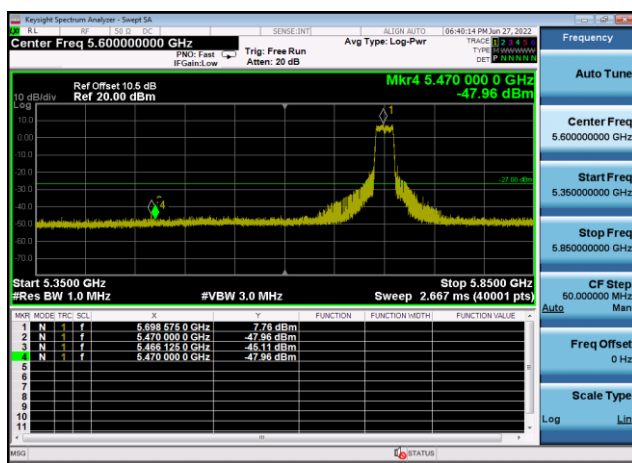 Keysight Spectrum Analyzer - Swept SA
RL RF 50 Ω DC SENSE:INT ALIGN AUTO 06:40:14 PM Jun 27, 2022
Center Freq 5.600000000 GHz
PNO: Fast
IFGain:Low
Trig: Free Run
Atten: 20 dB
Avg Type: Log-Pwr
TRACE 1 2 3 4 5 6
TYPE MWWWWW
DET P N N N N N
Ref Offset 10.5 dB
Ref 20.00 dBm
10 dB/div
Log
Mkr4 5.470 000 0 GHz
-47.96 dBm
10.0
0.00
-10.0
-20.0
-30.0
-40.0
-50.0
-60.0
-70.0
1
4
-27.00 dBm
Start 5.3500 GHz
Stop 5.8500 GHz
#Res BW 1.0 MHz
#VBW 3.0 MHz
Sweep 2.667 ms (40001 pts)
MKR MODE TRC SCL X Y FUNCTION FUNCTION WIDTH FUNCTION VALUE
1 N 1 f 5.698 575 0 GHz 7.76 dBm
2 N 1 f 5.470 000 0 GHz -47.96 dBm
3 N 1 f 5.466 125 0 GHz -45.11 dBm
4 N 1 f 5.470 000 0 GHz -47.96 dBm
5
6
7
8
9
10
11
MSG
STATUS
Frequency
Auto Tune
Center Freq
5.600000000 GHz
Start Freq
5.350000000 GHz
Stop Freq
5.850000000 GHz
CF Step
50.000000 MHz
Auto Man
Freq Offset
0 Hz
Scale Type
Log Lin